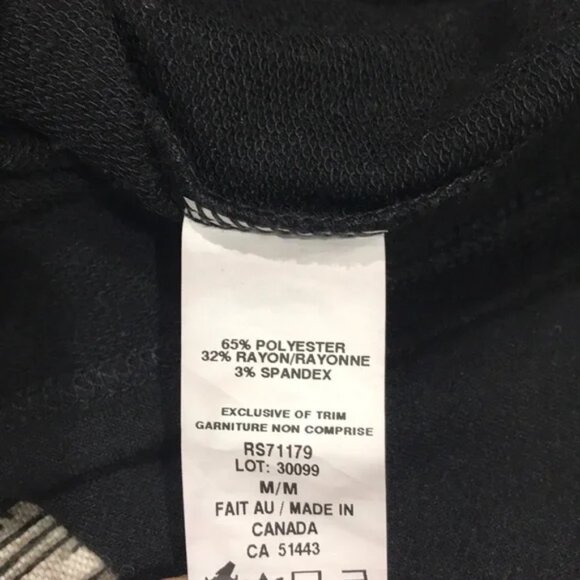 65% POLYESTER
32% RAYON/RAYONNE
3% SPANDEX
EXCLUSIVE OF TRIM
GARNITURE NON COMPRISE
RS71179
LOT: 30099
M/M
FAIT AU / MADE IN
CANADA
CA 51443